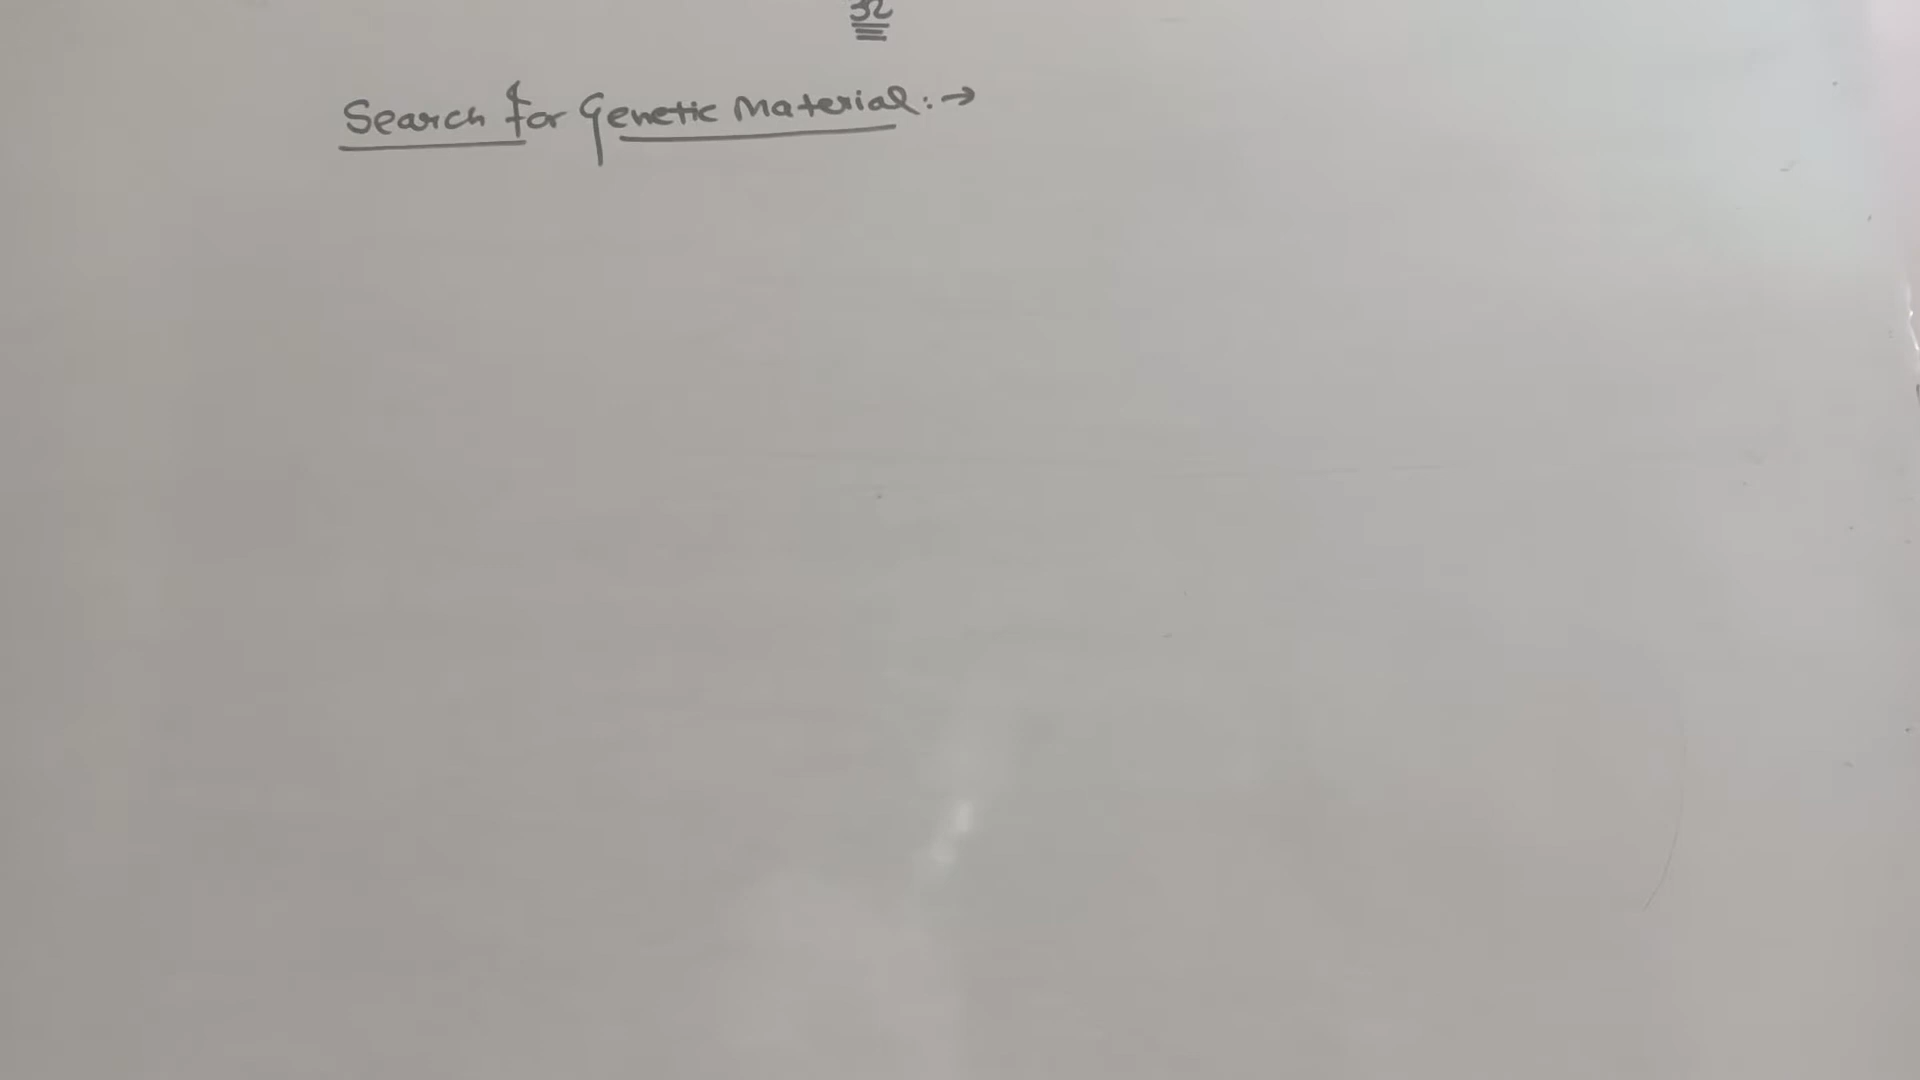 Search for Genetic Material :→